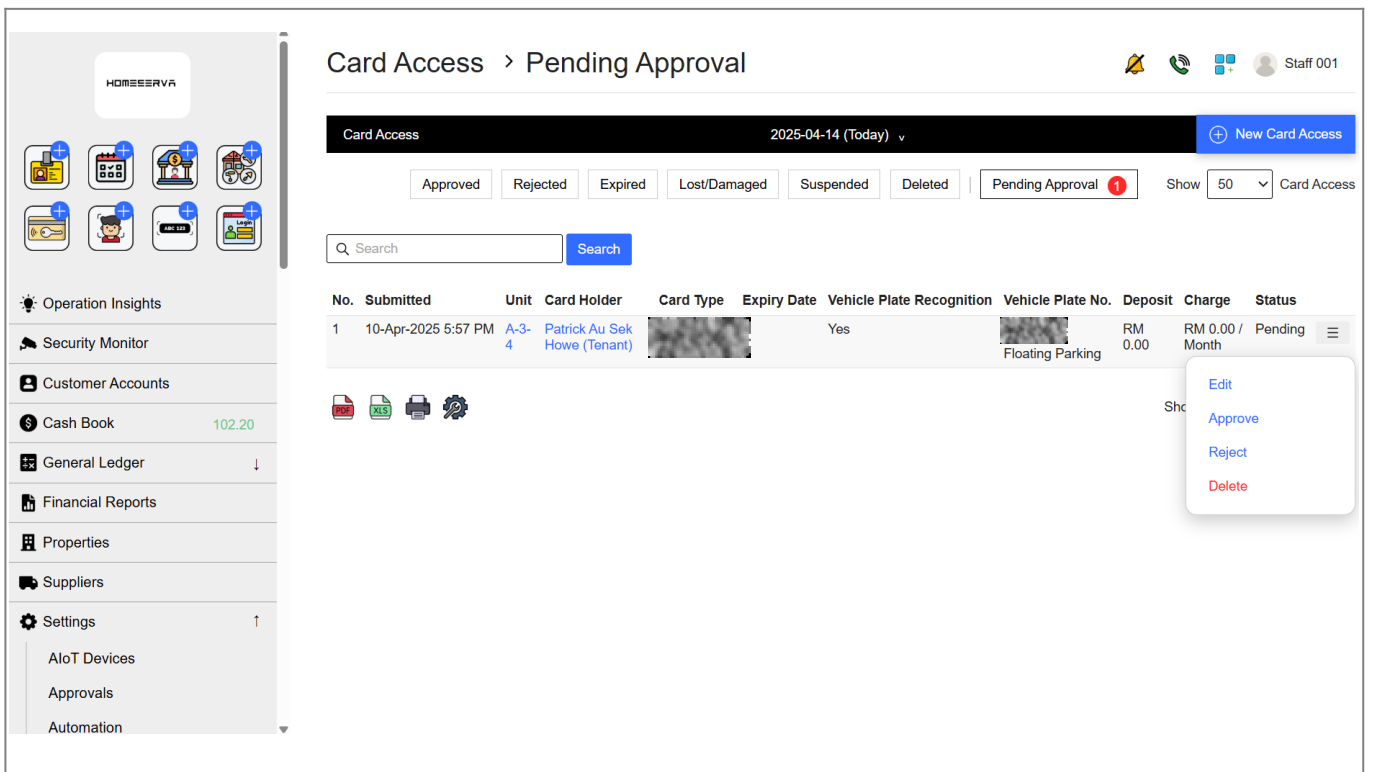 HOMESERVA
Operation Insights
Security Monitor
Customer Accounts
Cash Book 102.20
General Ledger ↓
Financial Reports
Properties
Suppliers
Settings ↑
AIoT Devices
Approvals
Automation
Card Access > Pending Approval
Staff 001
Card Access 2025-04-14 (Today) v + New Card Access
Approved Rejected Expired Lost/Damaged Suspended Deleted | Pending Approval 1 Show 50 Card Access
Search Search
No. Submitted Unit Card Holder Card Type Expiry Date Vehicle Plate Recognition Vehicle Plate No. Deposit Charge Status
1 10-Apr-2025 5:57 PM A-3- Patrick Au Sek Yes RM RM 0.00 / Pending
4 Howe (Tenant) Floating Parking 0.00 Month
PDF XLS Sho
Edit
Approve
Reject
Delete
ABC 123
Login